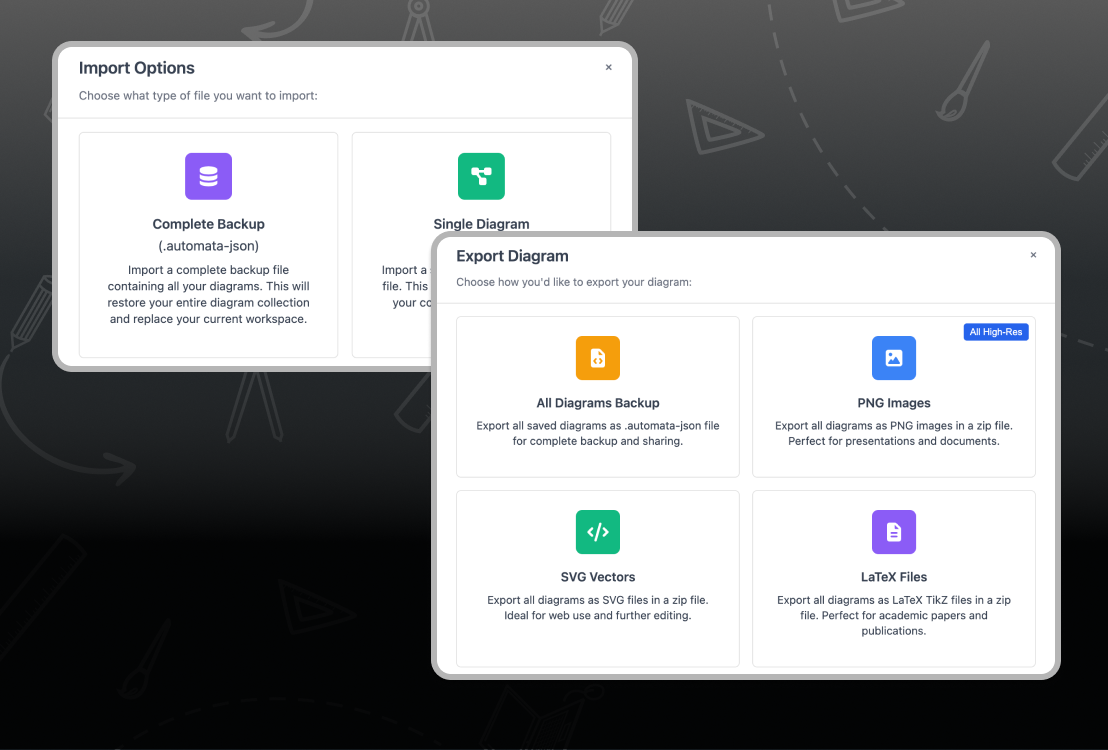 Import Options
×
Choose what type of file you want to import:
Complete Backup
(.automata-json)
Import a complete backup file
containing all your diagrams. This will
restore your entire diagram collection
and replace your current workspace.
Single Diagram
Import a
file. This
your
Export Diagram
×
Choose how you'd like to export your diagram:
All Diagrams Backup
Export all saved diagrams as .automata-json file
for complete backup and sharing.
All High-Res
PNG Images
Export all diagrams as PNG images in a zip file.
Perfect for presentations and documents.
SVG Vectors
Export all diagrams as SVG files in a zip file.
Ideal for web use and further editing.
LaTeX Files
Export all diagrams as LaTeX TikZ files in a zip
file. Perfect for academic papers and
publications.